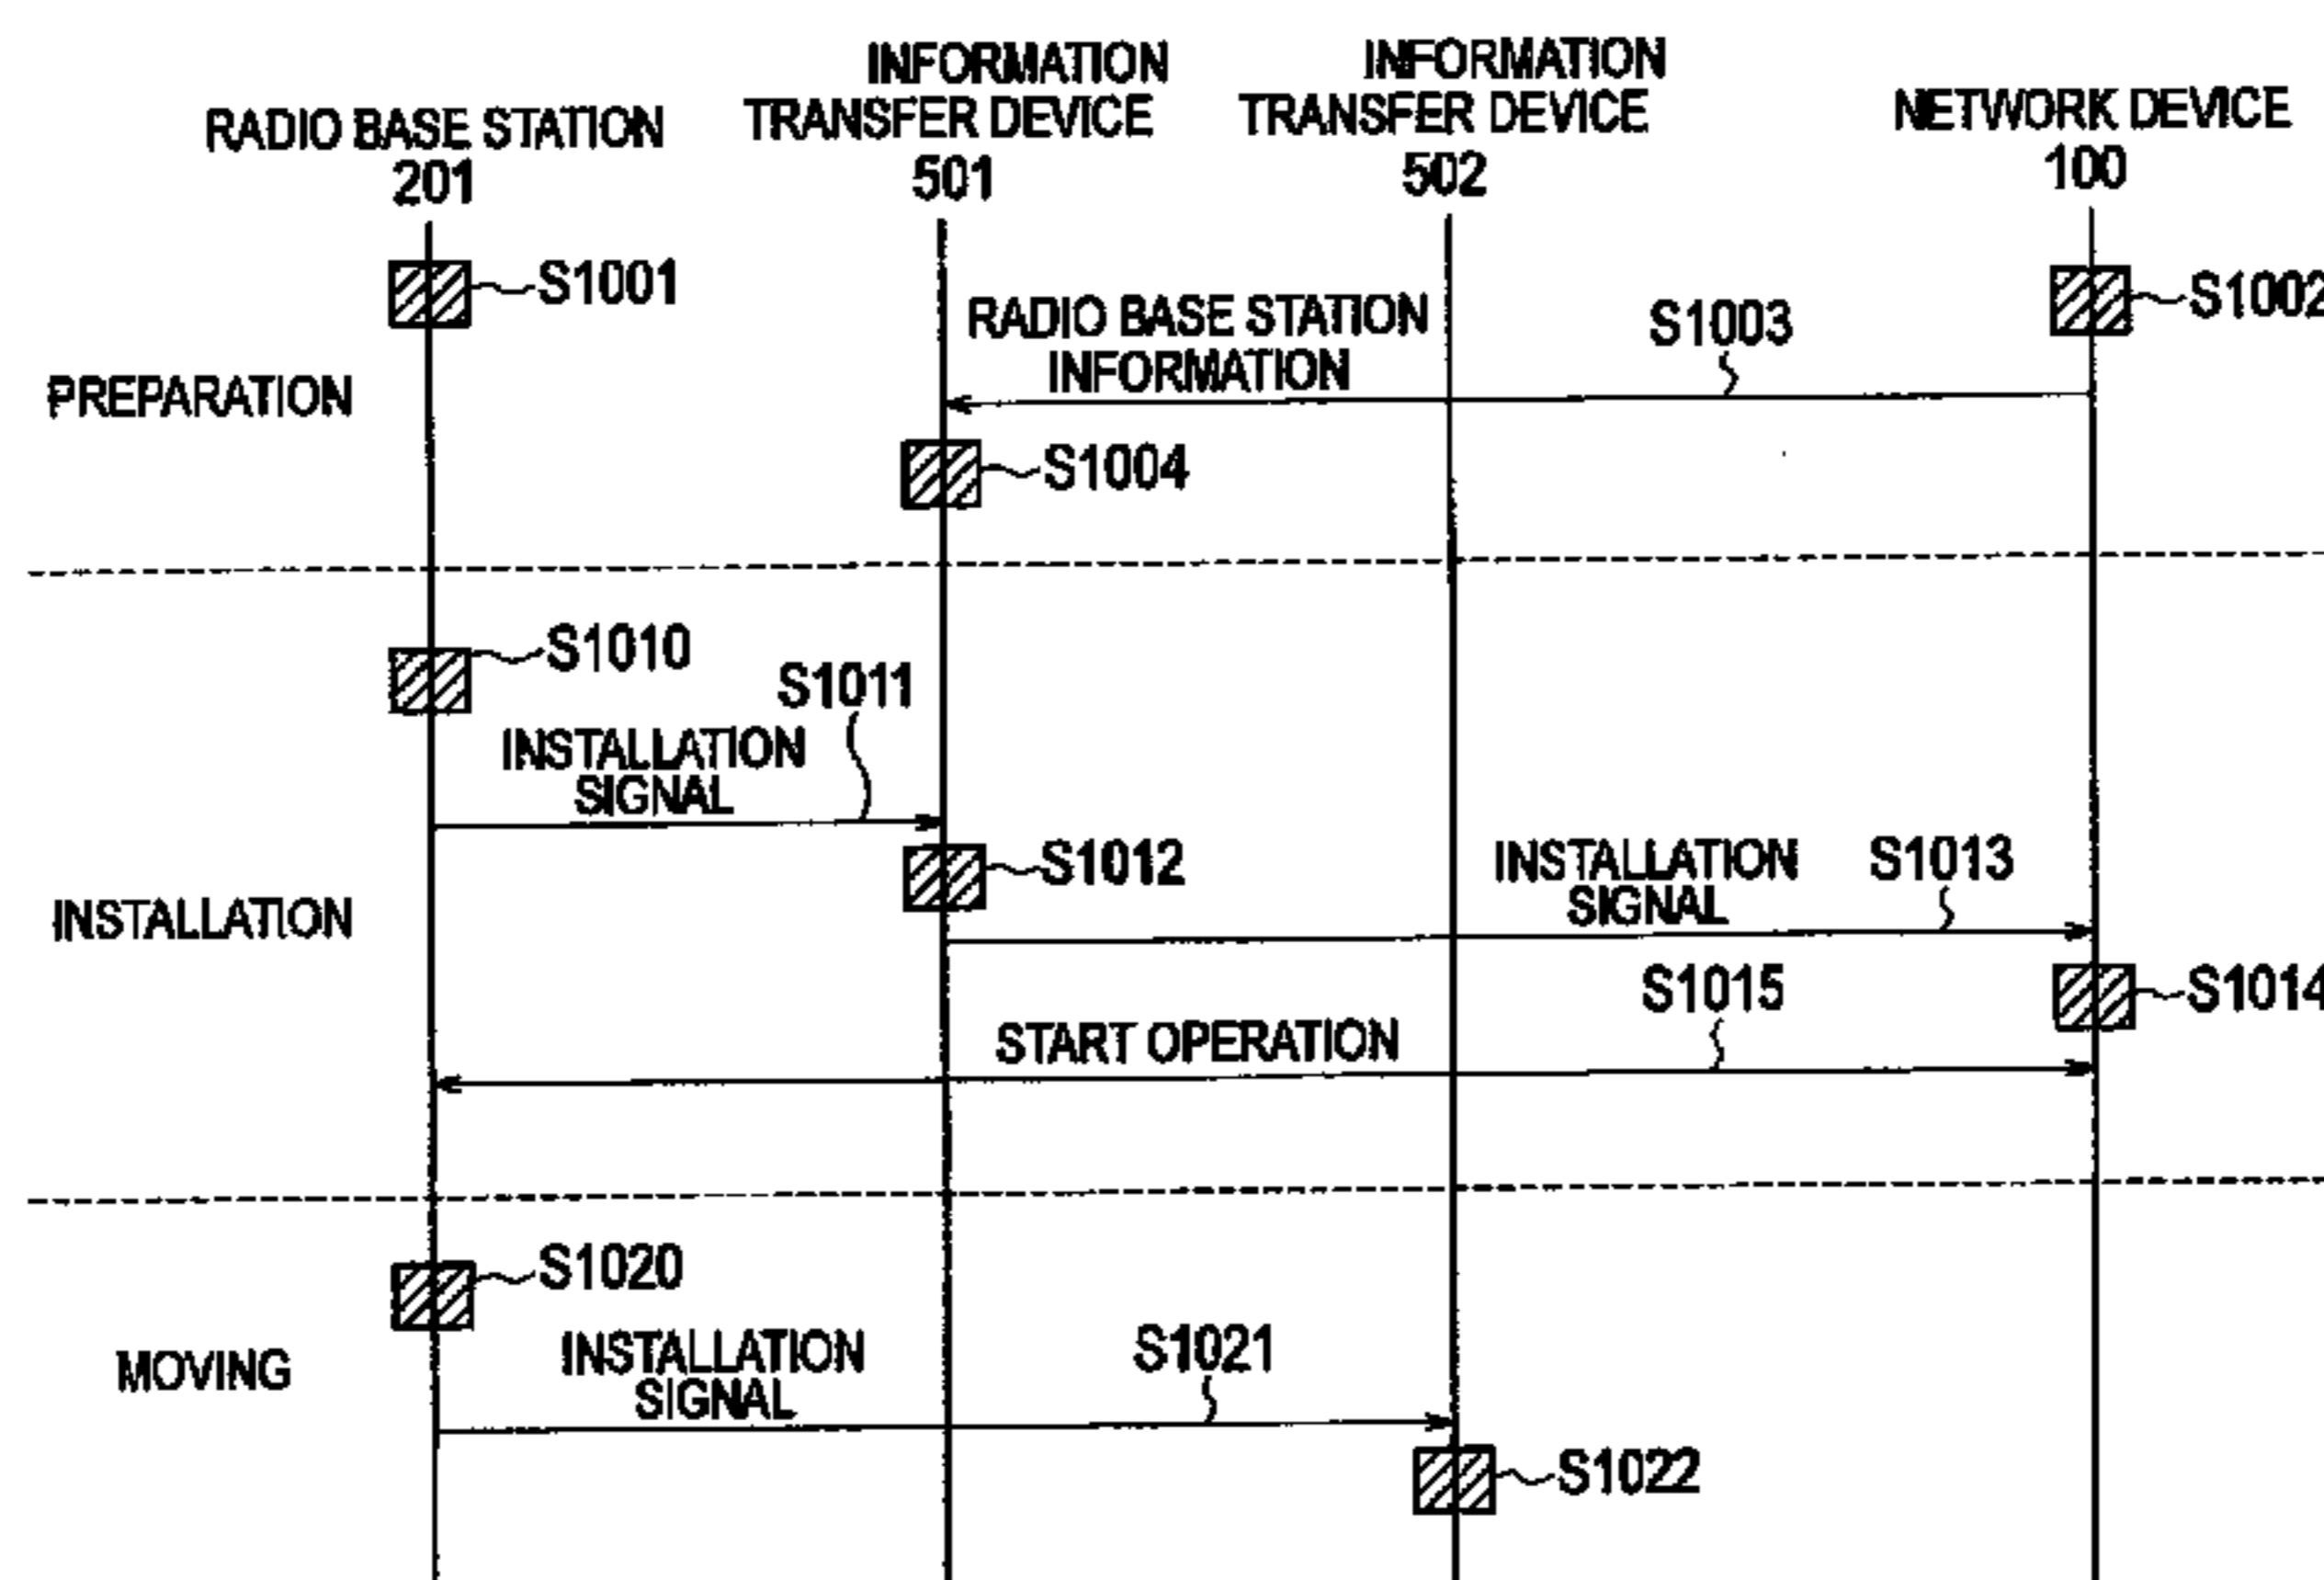 RADIO BASE STATION
201
INFORMATION
TRANSFER DEVICE
501
INFORMATION
TRANSFER DEVICE
502
NETWORK DEVICE
100
S1001
S1002
RADIO BASE STATION
INFORMATION
S1003
PREPARATION
S1004
S1010
S1011
INSTALLATION
SIGNAL
S1012
INSTALLATION
SIGNAL
S1013
INSTALLATION
S1014
S1015
START OPERATION
S1020
MOVING
INSTALLATION
SIGNAL
S1021
S1022